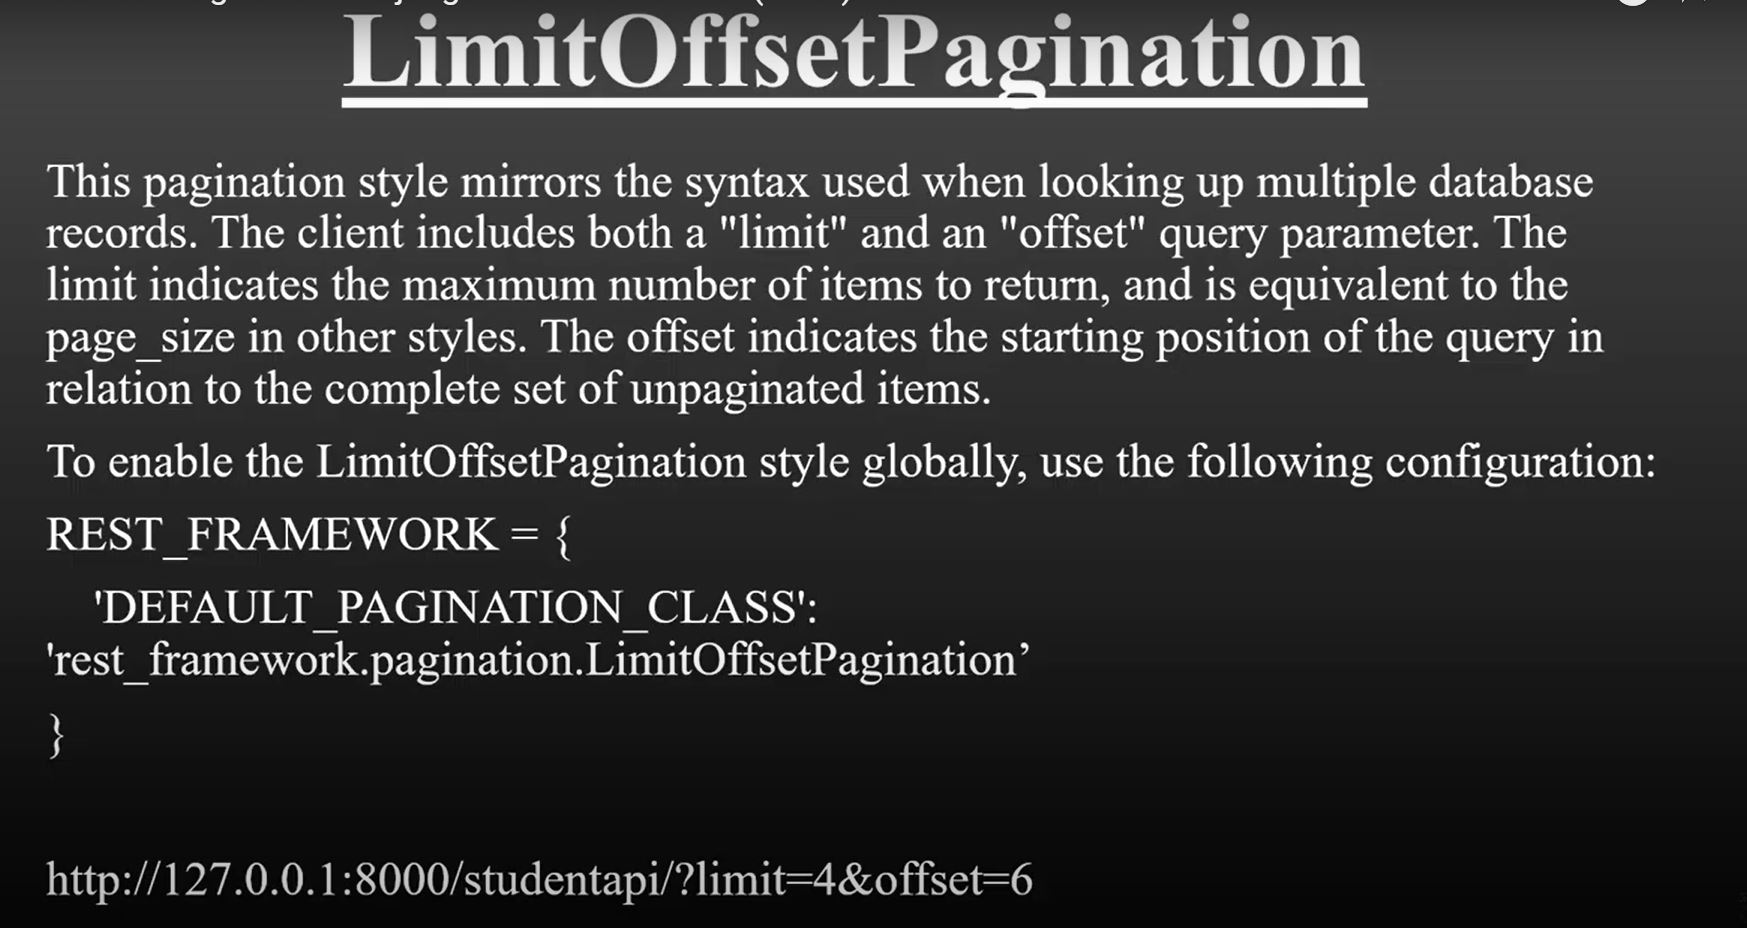 LimitOffsetPagination
This pagination style mirrors the syntax used when looking up multiple database
records. The client includes both a "limit" and an "offset" query parameter. The
limit indicates the maximum number of items to return, and is equivalent to the
page_size in other styles. The offset indicates the starting position of the query in
relation to the complete set of unpaginated items.
To enable the LimitOffsetPagination style globally, use the following configuration:
REST_FRAMEWORK = {
'DEFAULT_PAGINATION_CLASS':
'rest_framework.pagination.LimitOffsetPagination’
}
http://127.0.0.1:8000/studentapi/?limit=4&offset=6